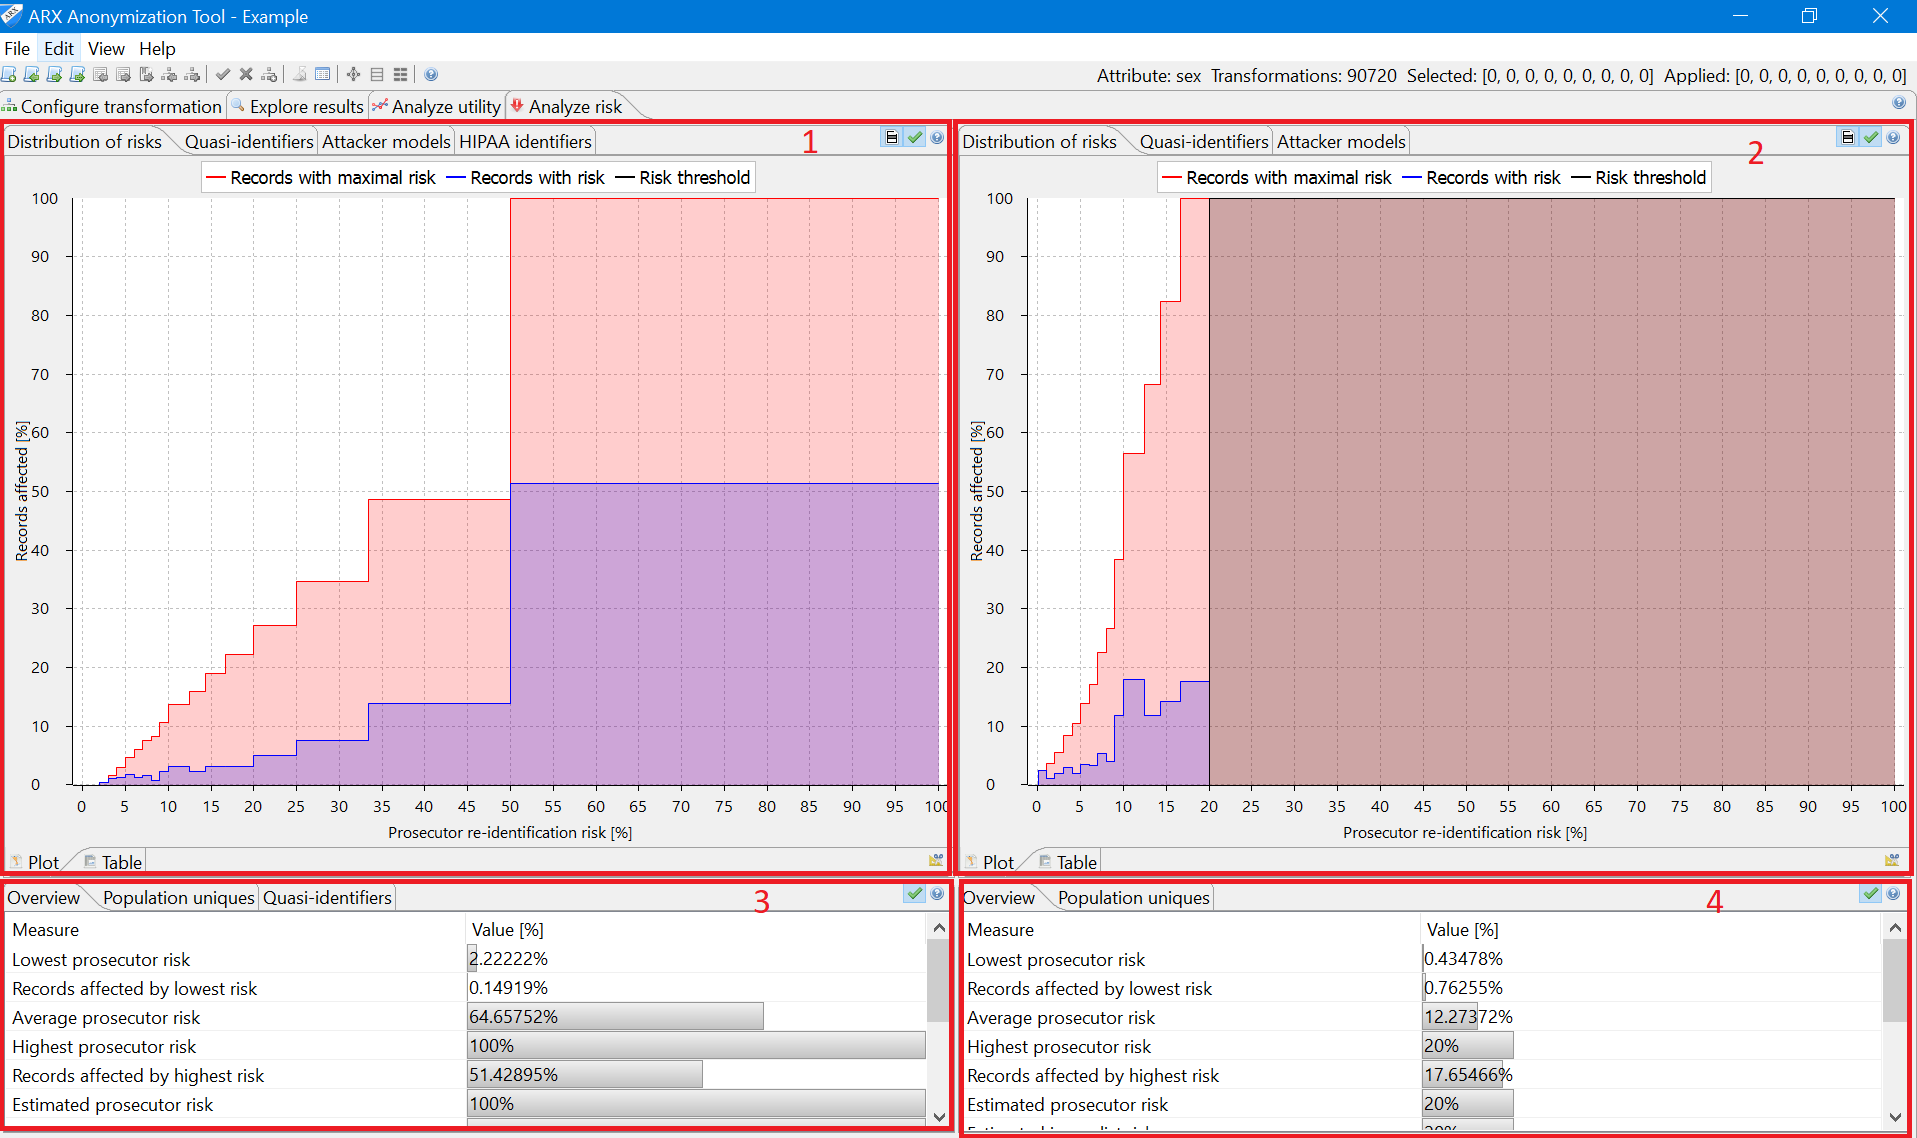 ARX Anonymization Tool - Example
File Edit View Help
Attribute: sex Transformations: 90720 Selected: [0, 0, 0, 0, 0, 0, 0, 0, 0] Applied: [0, 0, 0, 0, 0, 0, 0, 0, 0]
Configure transformation Explore results Analyze utility Analyze risk
Distribution of risks Quasi-identifiers Attacker models HIPAA identifiers 1
Records with maximal risk Records with risk Risk threshold
100
90
80
70
60
50
40
30
20
10
0
Records affected [%]
0 5 10 15 20 25 30 35 40 45 50 55 60 65 70 75 80 85 90 95 100
Prosecutor re-identification risk [%]
Plot Table
Distribution of risks Quasi-identifiers Attacker models 2
Records with maximal risk Records with risk Risk threshold
100
90
80
70
60
50
40
30
20
10
0
Records affected [%]
0 5 10 15 20 25 30 35 40 45 50 55 60 65 70 75 80 85 90 95 100
Prosecutor re-identification risk [%]
Plot Table
Overview Population uniques Quasi-identifiers 3
Measure Value [%]
Lowest prosecutor risk 2.22222%
Records affected by lowest risk 0.14919%
Average prosecutor risk 64.65752%
Highest prosecutor risk 100%
Records affected by highest risk 51.42895%
Estimated prosecutor risk 100%
Overview Population uniques 4
Measure Value [%]
Lowest prosecutor risk 0.43478%
Records affected by lowest risk 0.76255%
Average prosecutor risk 12.27372%
Highest prosecutor risk 20%
Records affected by highest risk 17.65466%
Estimated prosecutor risk 20%